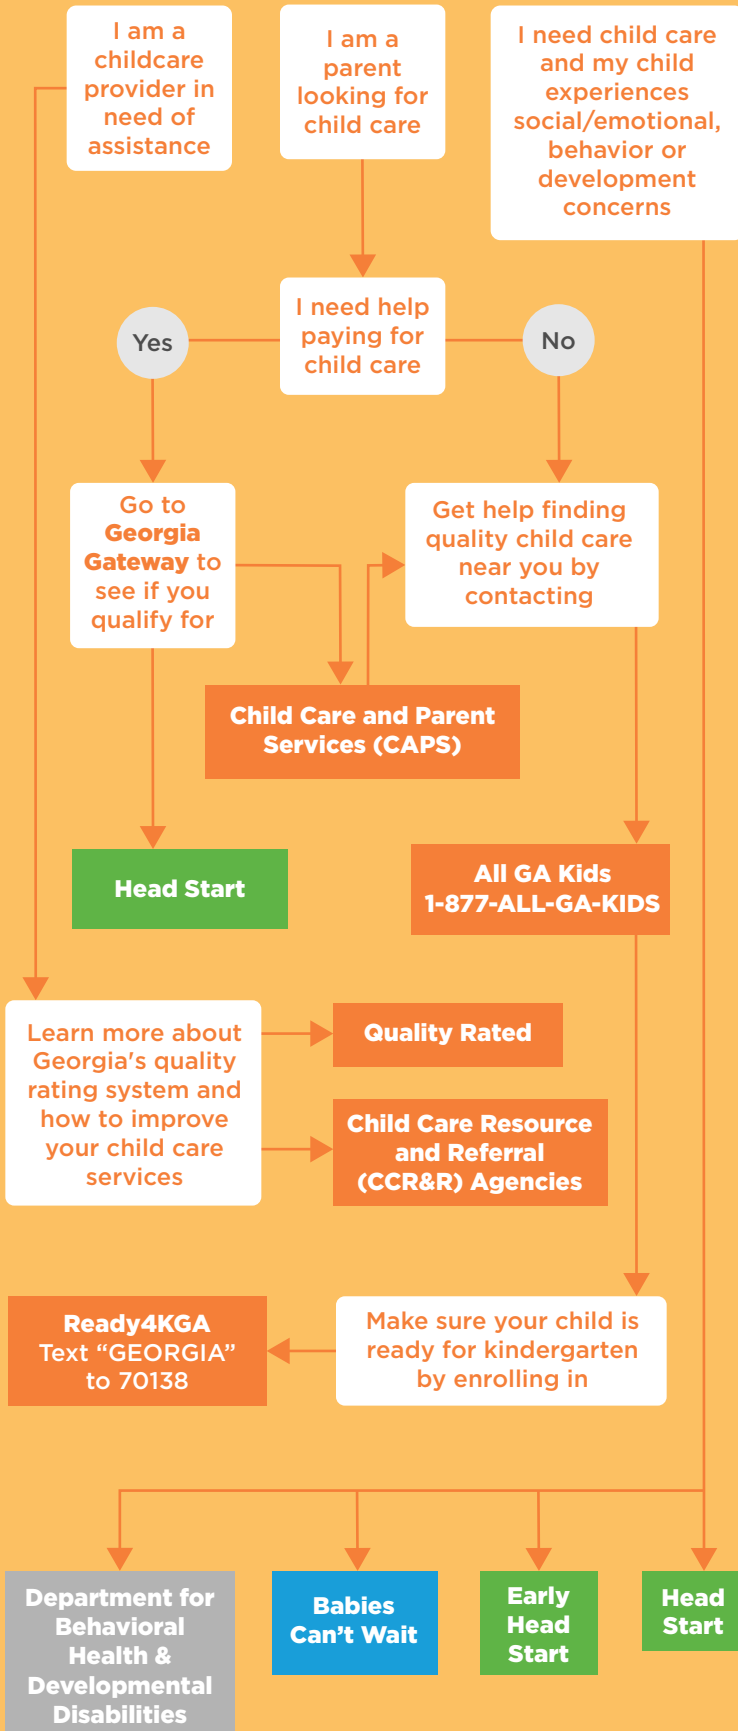 I am a
childcare
provider in
need of
assistance
I am a
parent
looking for
child care
I need child care
and my child
experiences
social/emotional,
behavior or
development
concerns
I need help
paying for
child care
Yes
No
Go to
Georgia
Gateway to
see if you
qualify for
Get help finding
quality child care
near you by
contacting
Child Care and Parent
Services (CAPS)
Head Start
All GA Kids
1-877-ALL-GA-KIDS
Learn more about
Georgia's quality
rating system and
how to improve
your child care
services
Quality Rated
Child Care Resource
and Referral
(CCR&R) Agencies
Ready4KGA
Text “GEORGIA”
to 70138
Make sure your child is
ready for kindergarten
by enrolling in
Department for
Behavioral
Health &
Developmental
Disabilities
Babies
Can’t Wait
Early
Head
Start
Head
Start